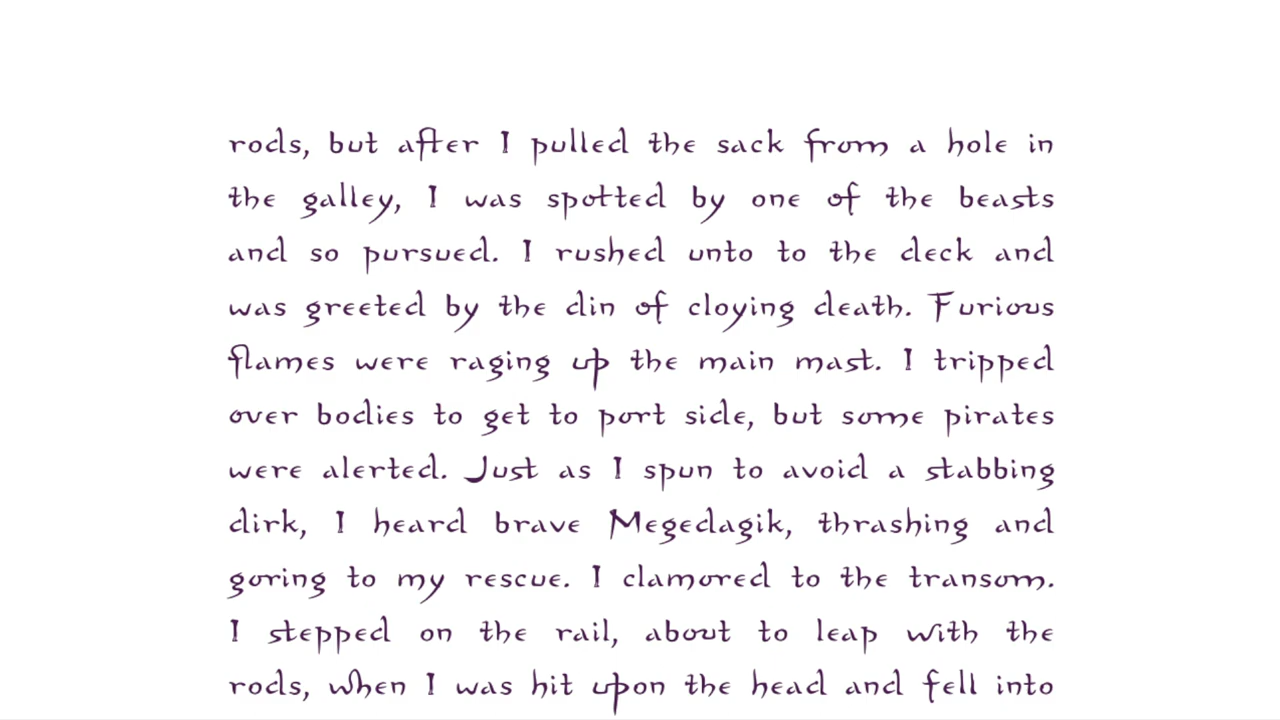 rods, but after I pulled the sack from a hole in
the galley, I was spotted by one of the beasts
and so pursued. I rushed unto to the deck and
was greeted by the din of cloying death. Furious
flames were raging up the main mast. I tripped
over bodies to get to port side, but some pirates
were alerted. Just as I spun to avoid a stabbing
dirk, I heard brave Megedagik, thrashing and
goring to my rescue. I clamored to the transom.
I stepped on the rail, about to leap with the
rods, when I was hit upon the head and fell into